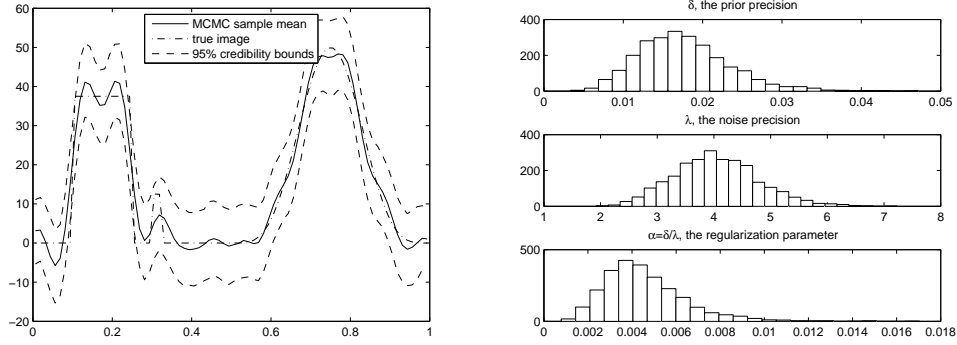 60
50
40
30
20
10
0
−10
−20
0 0.2 0.4 0.6 0.8 1
MCMC sample mean
true image
95% credibility bounds
δ, the prior precision
400
200
0
0 0.01 0.02 0.03 0.04 0.05
λ, the noise precision
400
200
0
1 2 3 4 5 6 7 8
α=δ/λ, the regularization parameter
500
0
0 0.002 0.004 0.006 0.008 0.01 0.012 0.014 0.016 0.018